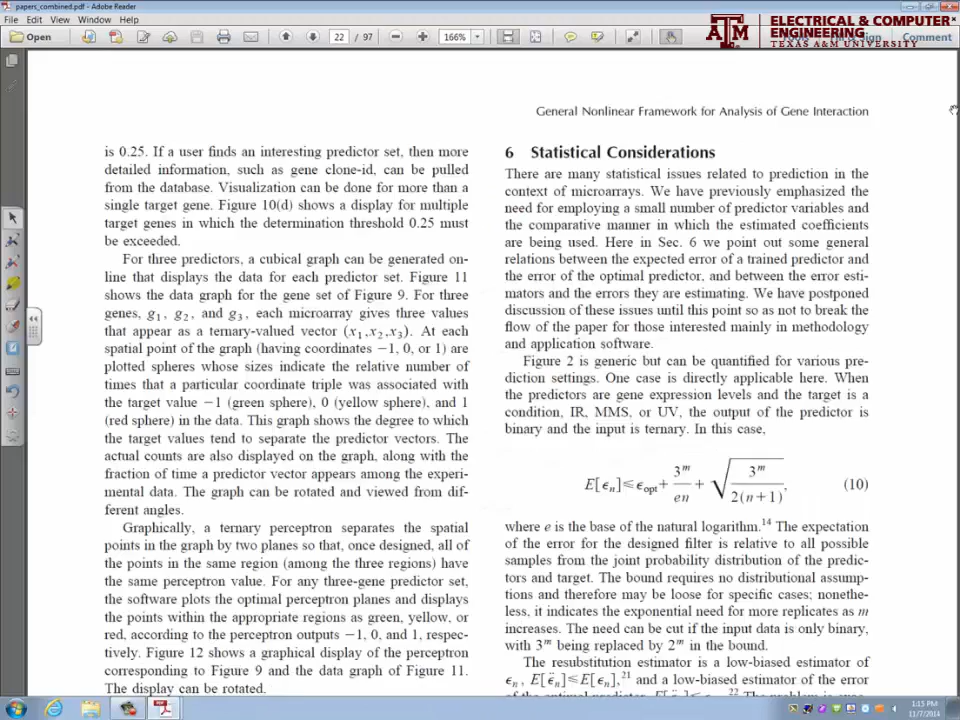 papers_combined.pdf - Adobe Reader
File Edit View Window Help
Open 22 / 97 166% Comment
ELECTRICAL & COMPUTER
ENGINEERING
TEXAS A&M UNIVERSITY
General Nonlinear Framework for Analysis of Gene Interaction
is 0.25. If a user finds an interesting predictor set, then more
detailed information, such as gene clone-id, can be pulled
from the database. Visualization can be done for more than a
single target gene. Figure 10(d) shows a display for multiple
target genes in which the determination threshold 0.25 must
be exceeded.
For three predictors, a cubical graph can be generated on-
line that displays the data for each predictor set. Figure 11
shows the data graph for the gene set of Figure 9. For three
genes, g1, g2, and g3, each microarray gives three values
that appear as a ternary-valued vector (x1,x2,x3). At each
spatial point of the graph (having coordinates −1, 0, or 1) are
plotted spheres whose sizes indicate the relative number of
times that a particular coordinate triple was associated with
the target value −1 (green sphere), 0 (yellow sphere), and 1
(red sphere) in the data. This graph shows the degree to which
the target values tend to separate the predictor vectors. The
actual counts are also displayed on the graph, along with the
fraction of time a predictor vector appears among the experi-
mental data. The graph can be rotated and viewed from dif-
ferent angles.
Graphically, a ternary perceptron separates the spatial
points in the graph by two planes so that, once designed, all of
the points in the same region (among the three regions) have
the same perceptron value. For any three-gene predictor set,
the software plots the optimal perceptron planes and displays
the points within the appropriate regions as green, yellow, or
red, according to the perceptron outputs −1, 0, and 1, respec-
tively. Figure 12 shows a graphical display of the perceptron
corresponding to Figure 9 and the data graph of Figure 11.
The display can be rotated.
6 Statistical Considerations
There are many statistical issues related to prediction in the
context of microarrays. We have previously emphasized the
need for employing a small number of predictor variables and
the comparative manner in which the estimated coefficients
are being used. Here in Sec. 6 we point out some general
relations between the expected error of a trained predictor and
the error of the optimal predictor, and between the error esti-
mators and the errors they are estimating. We have postponed
discussion of these issues until this point so as not to break the
flow of the paper for those interested mainly in methodology
and application software.
Figure 2 is generic but can be quantified for various pre-
diction settings. One case is directly applicable here. When
the predictors are gene expression levels and the target is a
condition, IR, MMS, or UV, the output of the predictor is
binary and the input is ternary. In this case,
E[ϵn]≤ϵopt+ 3^m/en + √(3^m/2(n+1)), (10)
where e is the base of the natural logarithm.14 The expectation
of the error for the designed filter is relative to all possible
samples from the joint probability distribution of the predic-
tors and target. The bound requires no distributional assump-
tions and therefore may be loose for specific cases; nonethe-
less, it indicates the exponential need for more replicates as m
increases. The need can be cut if the input data is only binary,
with 3^m being replaced by 2^m in the bound.
The resubstitution estimator is a low-biased estimator of
ϵn, E[ϵ̈n]≤E[ϵn],21 and a low-biased estimator of the error
1:15 PM
11/7/2014